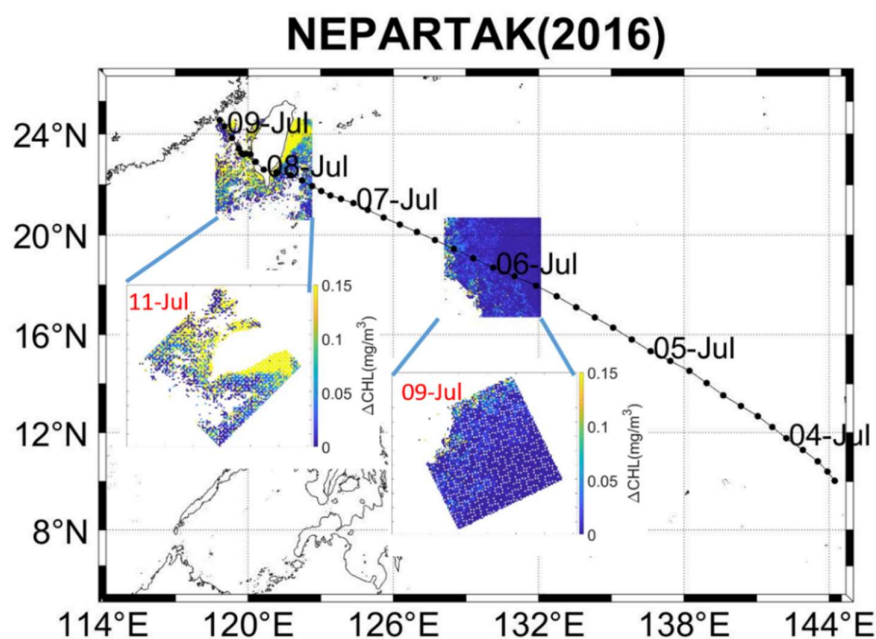 NEPARTAK(2016)
24°N
20°N
16°N
12°N
8°N
114°E
120°E
126°E
132°E
138°E
144°E
09-Jul
08-Jul
07-Jul
06-Jul
05-Jul
04-Jul
11-Jul
0.15
0.1
0.05
0
ΔCHL(mg/m³)
09-Jul
0.15
0.1
0.05
0
ΔCHL(mg/m³)